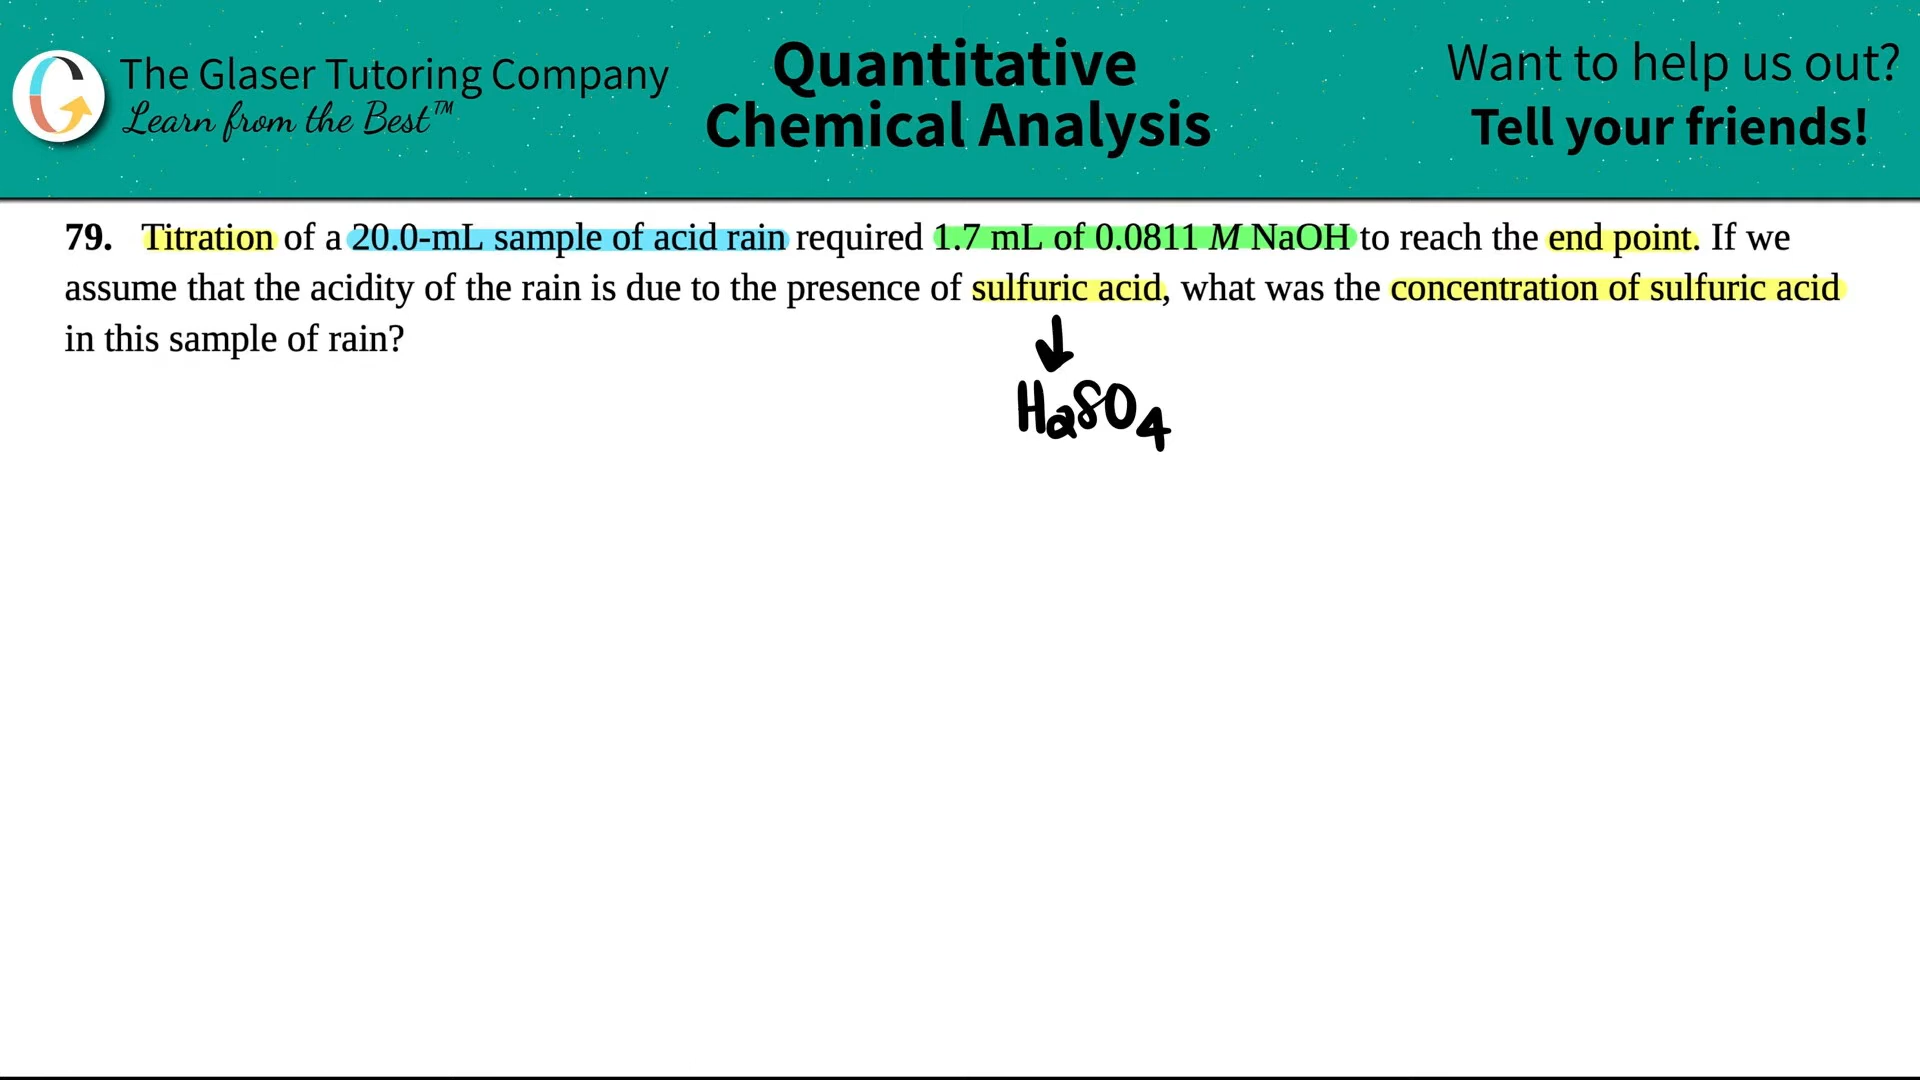 The Glaser Tutoring Company
Learn from the Best™
Quantitative
Chemical Analysis
Want to help us out?
Tell your friends!
79. Titration of a 20.0-mL sample of acid rain required 1.7 mL of 0.0811 M NaOH to reach the end point. If we
assume that the acidity of the rain is due to the presence of sulfuric acid, what was the concentration of sulfuric acid
in this sample of rain?
H₂SO₄